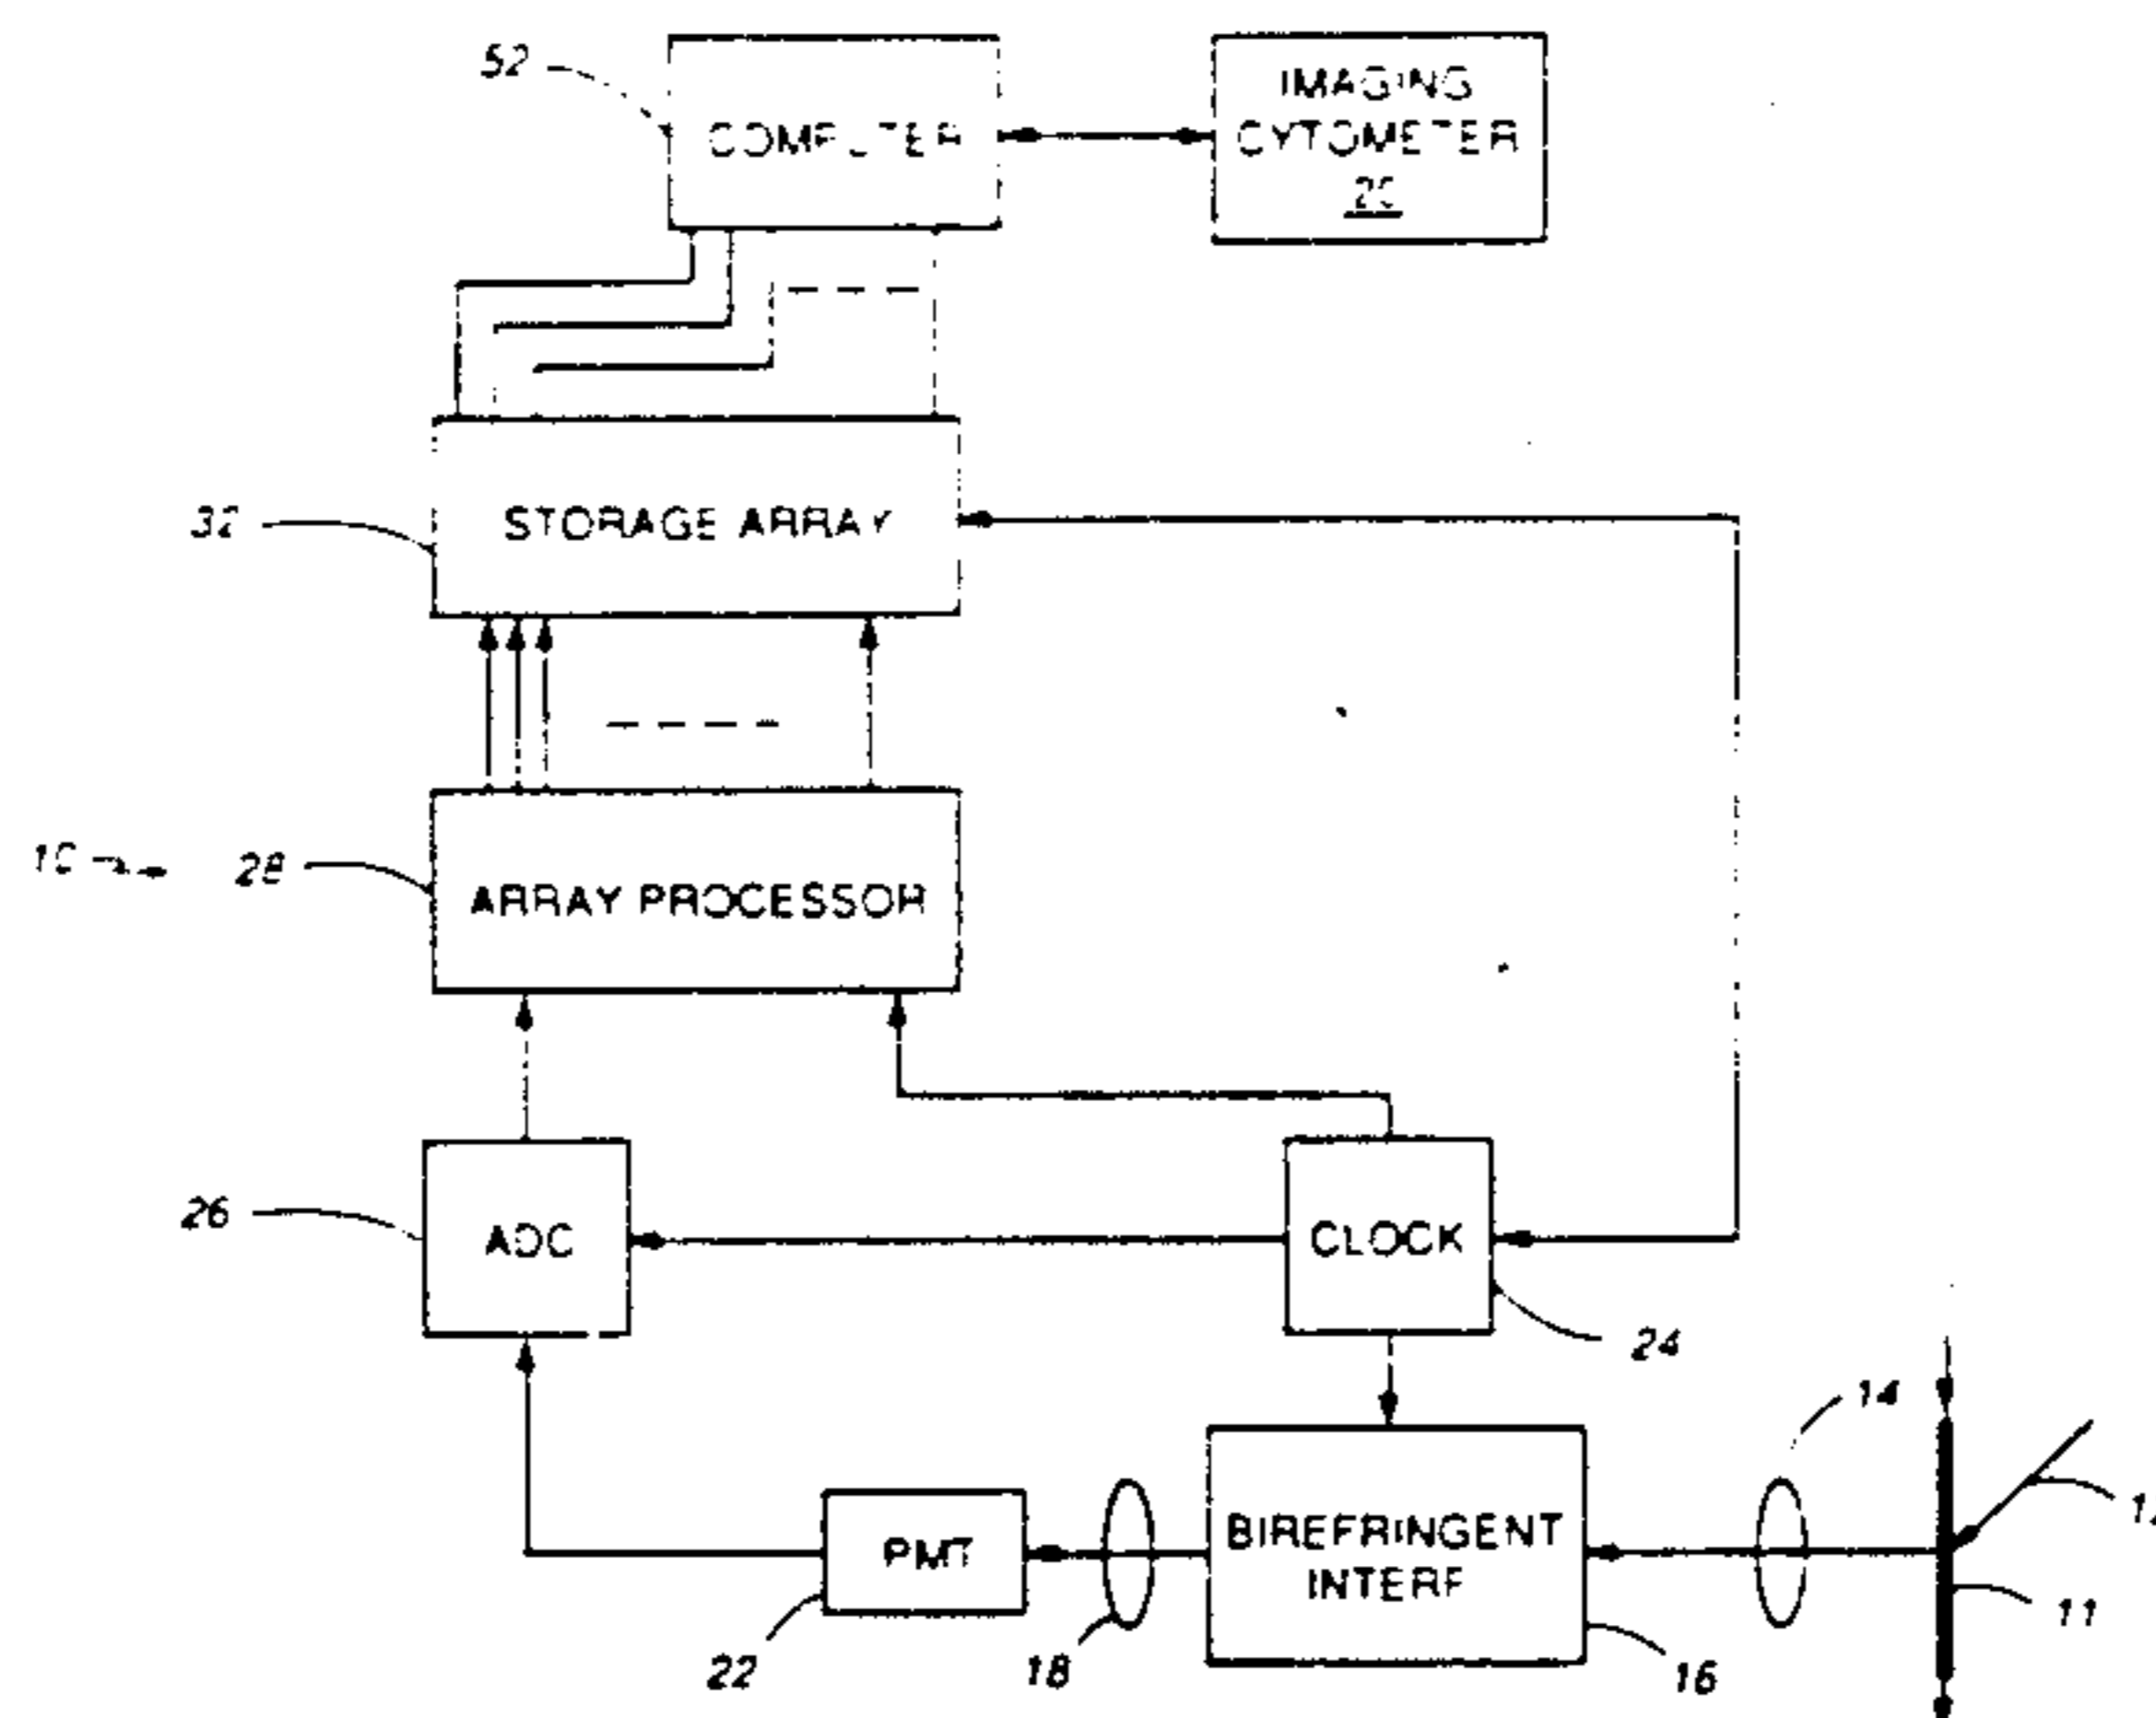 52
COMPUTER
IMAGING
CYTOMETER
32
STORAGE ARRAY
10
28
ARRAY PROCESSOR
26
ADC
CLOCK
24
14
BIREFRINGENT
INTERF
PMT
11
22
18
16